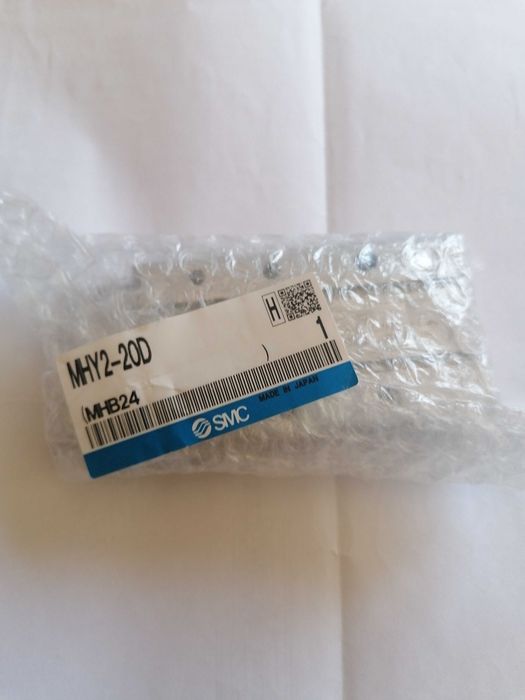 H
MHY2-20D
( ) 1
MHB24
MADE IN JAPAN
SMC